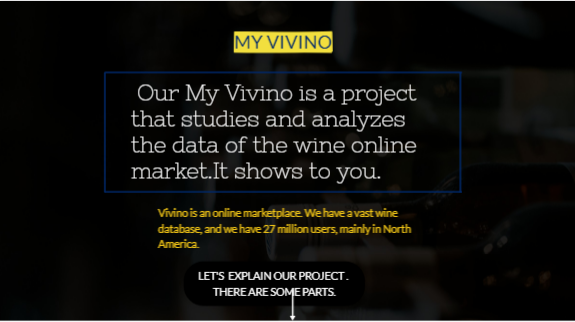 MY VIVINO
Our My Vivino is a project
that studies and analyzes
the data of the wine online
market.It shows to you.
Vivino is an online marketplace. We have a vast wine
database, and we have 27 million users, mainly in North
America.
LET'S EXPLAIN OUR PROJECT .
THERE ARE SOME PARTS.